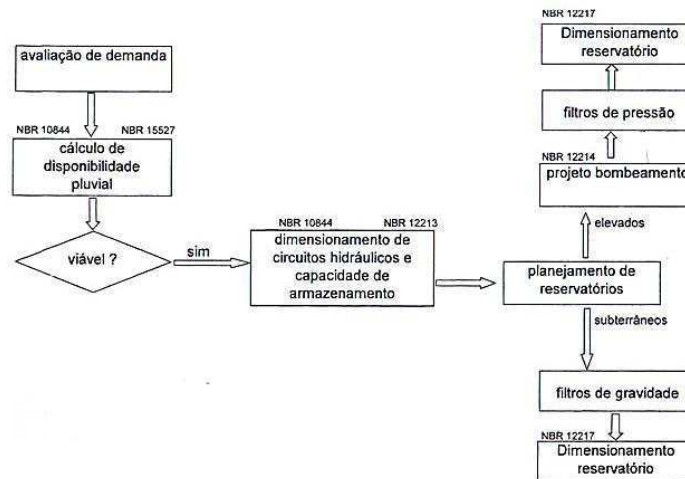 avaliação de demanda
NBR 10844 NBR 15527
cálculo de
disponibilidade
pluvial
viável ?
sim
NBR 10844 NBR 12213
dimensionamento de
circuitos hidráulicos e
capacidade de
armazenamento
NBR 12217
Dimensionamento
reservatório
filtros de pressão
NBR 12214
projeto bombeamento
elevados
planejamento de
reservatórios
subterrâneos
filtros de gravidade
NBR 12217
Dimensionamento
reservatório